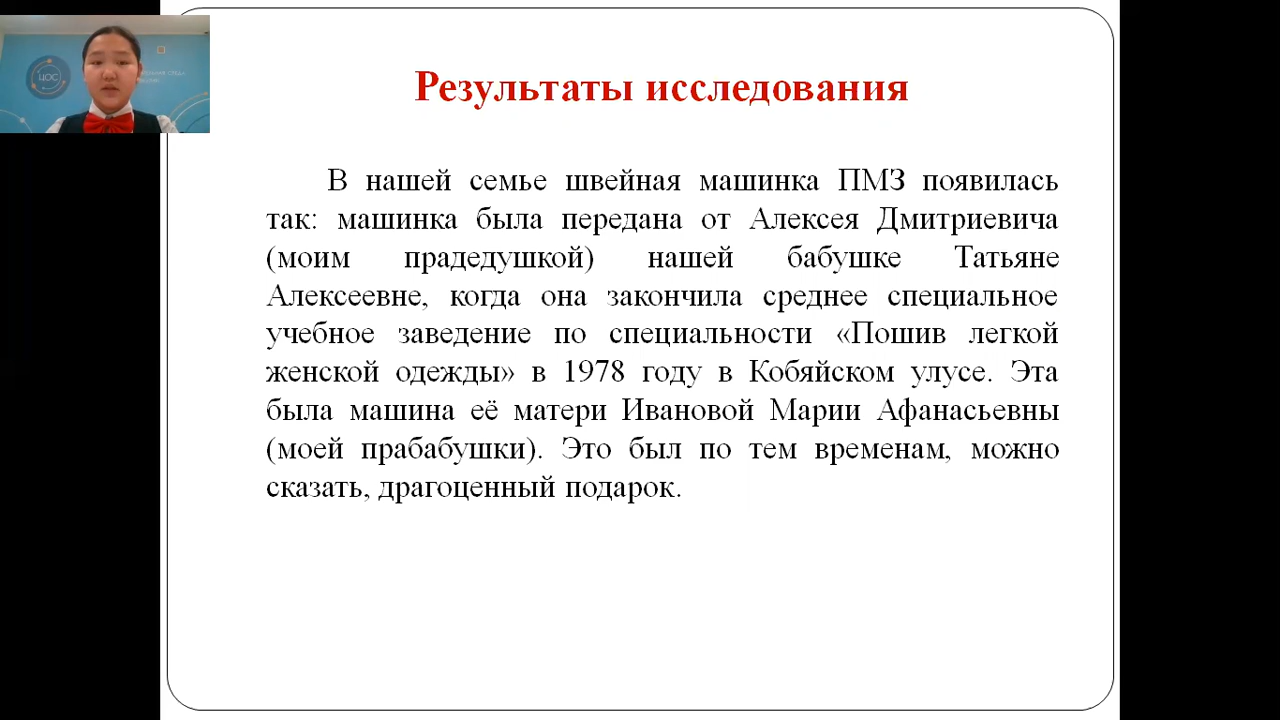 ЦОС
Результаты исследования
В нашей семье швейная машинка ПМЗ появилась
так: машинка была передана от Алексея Дмитриевича
(моим прадедушкой) нашей бабушке Татьяне
Алексеевне, когда она закончила среднее специальное
учебное заведение по специальности «Пошив легкой
женской одежды» в 1978 году в Кобяйском улусе. Эта
была машина её матери Ивановой Марии Афанасьевны
(моей прабабушки). Это был по тем временам, можно
сказать, драгоценный подарок.